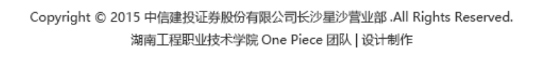 Copyright © 2015 中信建投证券股份有限公司长沙星沙营业部 .All Rights Reserved.
湖南工程职业技术学院 One Piece 团队 | 设计制作